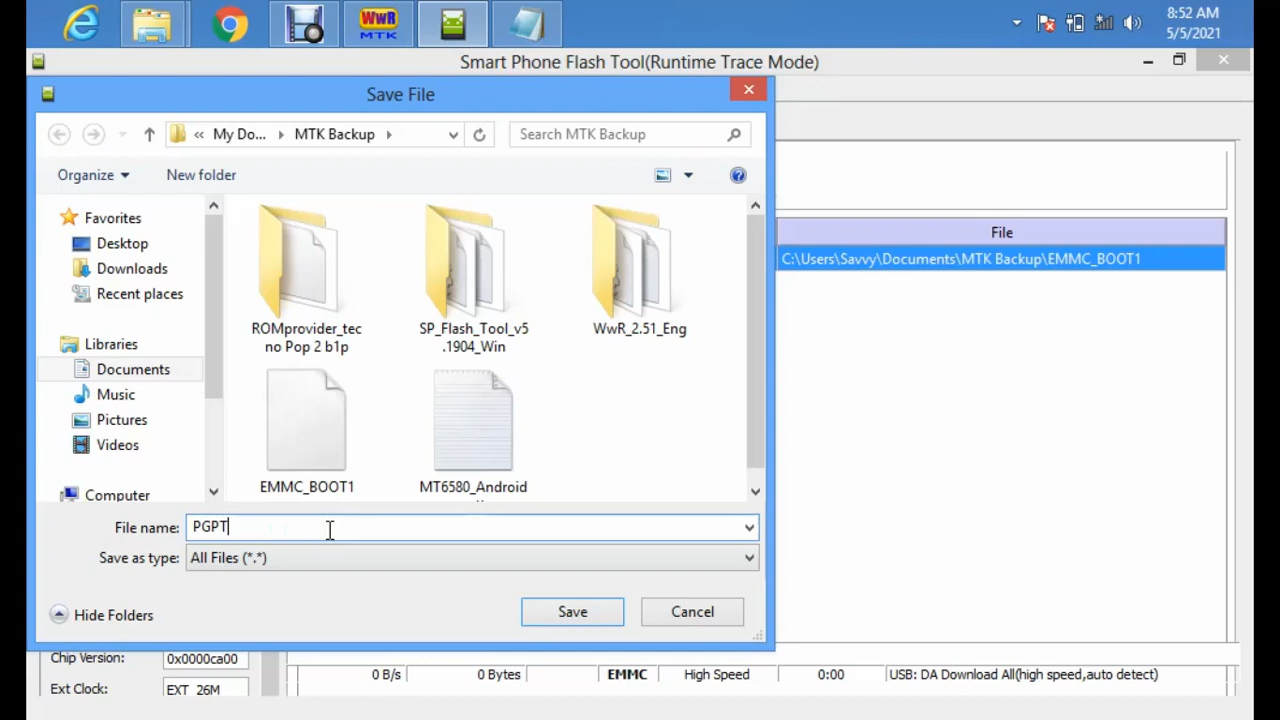 WwR
MTK
8:52 AM
5/5/2021
Smart Phone Flash Tool(Runtime Trace Mode)
Save File
« My Do... MTK Backup
Search MTK Backup
Organize
New folder
Favorites
Desktop
Downloads
Recent places
Libraries
Documents
Music
Pictures
Videos
Computer
ROMprovider_tec
no Pop 2 b1p
SP_Flash_Tool_v5
.1904_Win
WwR_2.51_Eng
EMMC_BOOT1
MT6580_Android
File
C:\Users\Savvy\Documents\MTK Backup\EMMC_BOOT1
File name: PGPT
Save as type: All Files (*.*)
Hide Folders
Save
Cancel
Chip Version: 0x0000ca00
Ext Clock: EXT_26M
0 B/s 0 Bytes EMMC High Speed 0:00 USB: DA Download All(high speed,auto detect)